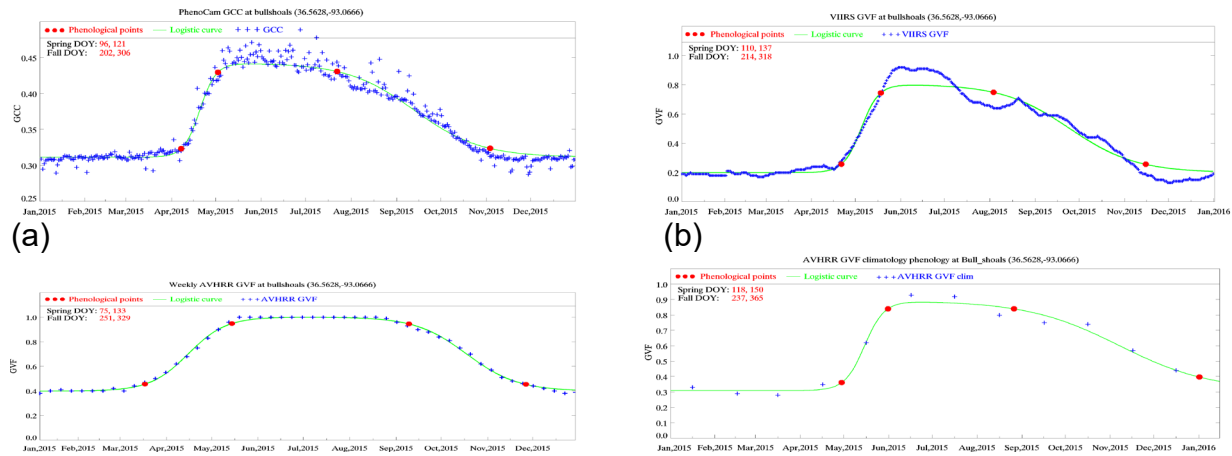 PhenoCam GCC at bullshoals (36.5628,-93.0666)
Phenological points Logistic curve GCC
Spring DOY: 96, 121
Fall DOY: 202, 306
0.45
0.40
0.35
0.30
0.25
GCC
Jan,2015 Feb,2015 Mar,2015 Apr,2015 May,2015 Jun,2015 Jul,2015 Aug,2015 Sep,2015 Oct,2015 Nov,2015 Dec,2015
(a)
VIIRS GVF at bullshoals (36.5628,-93.0666)
Phenological points Logistic curve VIIRS GVF
Spring DOY: 110, 137
Fall DOY: 214, 318
1.0
0.8
0.6
0.4
0.2
0.0
GVF
Jan,2015 Feb,2015 Mar,2015 Apr,2015 May,2015 Jun,2015 Jul,2015 Aug,2015 Sep,2015 Oct,2015 Nov,2015 Dec,2015 Jan,2016
(b)
Weekly AVHRR GVF at bullshoals (36.5628,-93.0666)
Phenological points Logistic curve AVHRR GVF
Spring DOY: 75, 133
Fall DOY: 251, 329
1.0
0.8
0.6
0.4
0.2
0.0
GVF
Jan,2015 Feb,2015 Mar,2015 Apr,2015 May,2015 Jun,2015 Jul,2015 Aug,2015 Sep,2015 Oct,2015 Nov,2015 Dec,2015
AVHRR GVF climatology phenology at Bull_shoals (36.5628,-93.0666)
Phenological points Logistic curve AVHRR GVF clim
Spring DOY: 118, 150
Fall DOY: 237, 365
1.0
0.9
0.8
0.7
0.6
0.5
0.4
0.3
0.2
0.1
0.0
GVF
Jan,2015 Feb,2015 Mar,2015 Apr,2015 May,2015 Jun,2015 Jul,2015 Aug,2015 Sep,2015 Oct,2015 Nov,2015 Dec,2015 Jan,2016